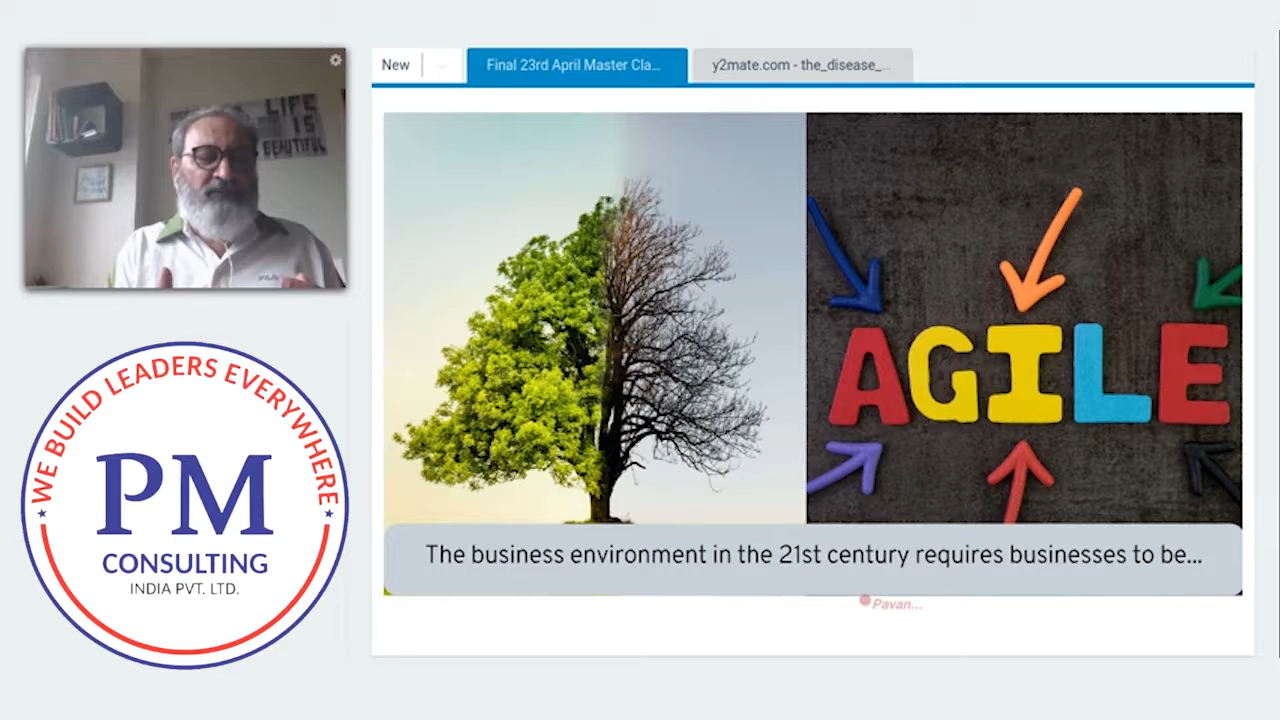 New
Final 23rd April Master Cla...
y2mate.com - the_disease_...
LIFE
IS
BEAUTIFUL
WE BUILD LEADERS EVERYWHERE
PM
CONSULTING
INDIA PVT. LTD.
AGILE
The business environment in the 21st century requires businesses to be...
Pavan...